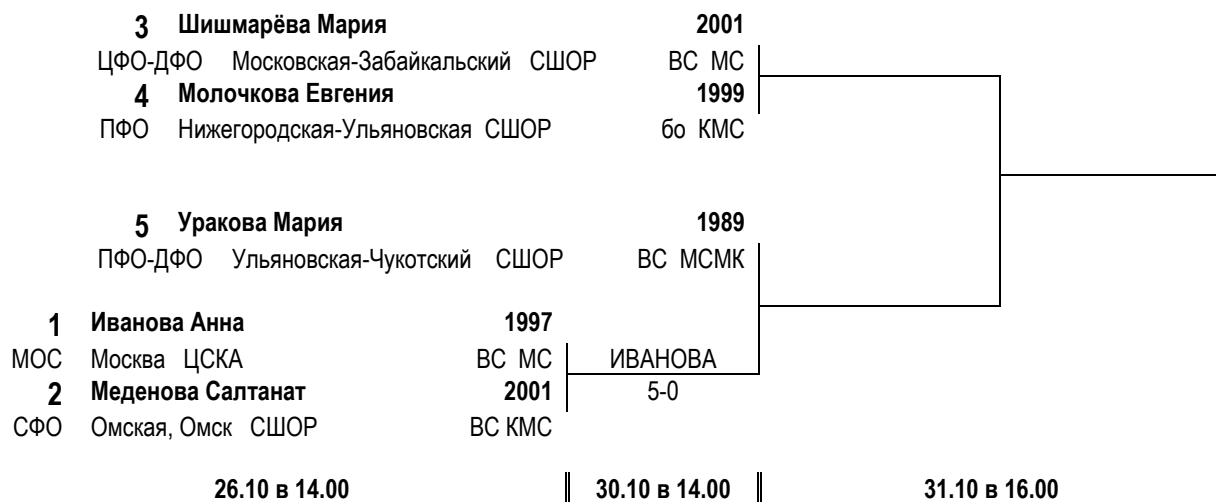 3 Шишмарёва Мария 2001
ЦФО-ДФО Московская-Забайкальский СШОР ВС МС
4 Молочкова Евгения 1999
ПФО Нижегородская-Ульяновская СШОР бо КМС
5 Уракова Мария 1989
ПФО-ДФО Ульяновская-Чукотский СШОР ВС МСМК
1 Иванова Анна 1997
МОС Москва ЦСКА ВС МС ИВАНОВА
2 Меденова Салтанат 2001 5-0
СФО Омская, Омск СШОР ВС КМС
26.10 в 14.00 30.10 в 14.00 31.10 в 16.00